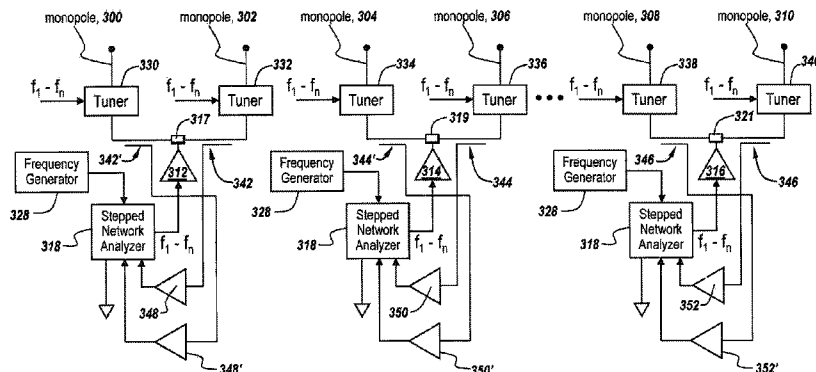 monopole, 300
monopole, 302
monopole, 304
monopole, 306
monopole, 308
monopole, 310
330
332
334
336
338
340
f1 - fn
Tuner
f1 - fn
Tuner
f1 - fn
Tuner
f1 - fn
Tuner
f1 - fn
Tuner
f1 - fn
Tuner
317
319
321
342'
312
342
344'
314
344
346
316
346
Frequency Generator
328
Frequency Generator
328
Frequency Generator
328
Stepped Network Analyzer
318
f1 - fn
Stepped Network Analyzer
318
f1 - fn
Stepped Network Analyzer
318
f1 - fn
348
350
352
348'
350'
352'